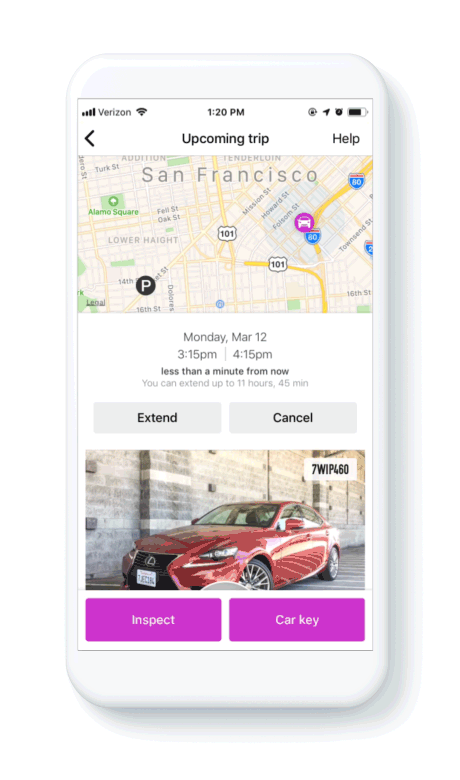 Verizon
1:20 PM
Upcoming trip
Help
ADDITION
TENDERLOIN
Turk St
San Francisco
80
Mission St
Howard St
Folsom St
Alamo Square
Fell St
Oak St
101
80
LOWER HAIGHT
Townsend St
101
14th
P
Dolores
16th St
16th St
Legal
Monday, Mar 12
3:15pm | 4:15pm
less than a minute from now
You can extend up to 11 hours, 45 min
Extend
Cancel
7WIP460
Inspect
Car key